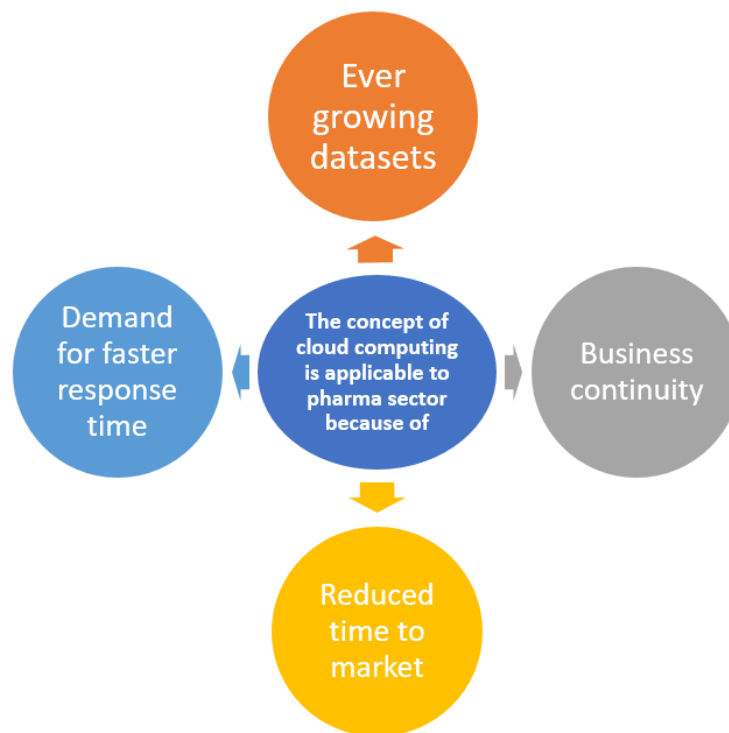 Ever
growing
datasets
Demand
for faster
response
time
The concept of
cloud computing
is applicable to
pharma sector
because of
Business
continuity
Reduced
time to
market